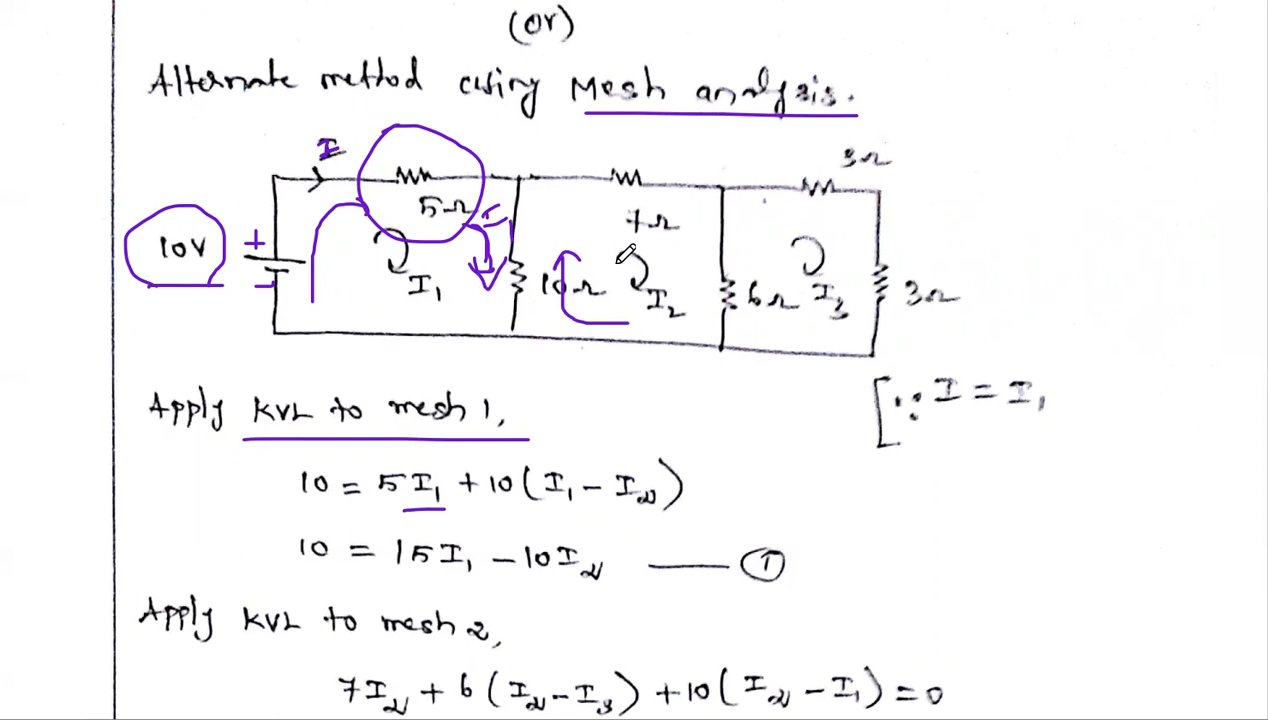 (or)
Alternate method using Mesh analysis.
I
3Ω
5Ω
7Ω
10V
+
-
I₁
10Ω
I₂
6Ω
I₃
3Ω
[∵ I = I₁
Apply KVL to mesh 1,
10 = 5I₁ + 10(I₁ - I₂)
10 = 15I₁ - 10I₂ —— ①
Apply KVL to mesh 2,
7I₂ + 6(I₂ - I₃) + 10(I₂ - I₁) = 0